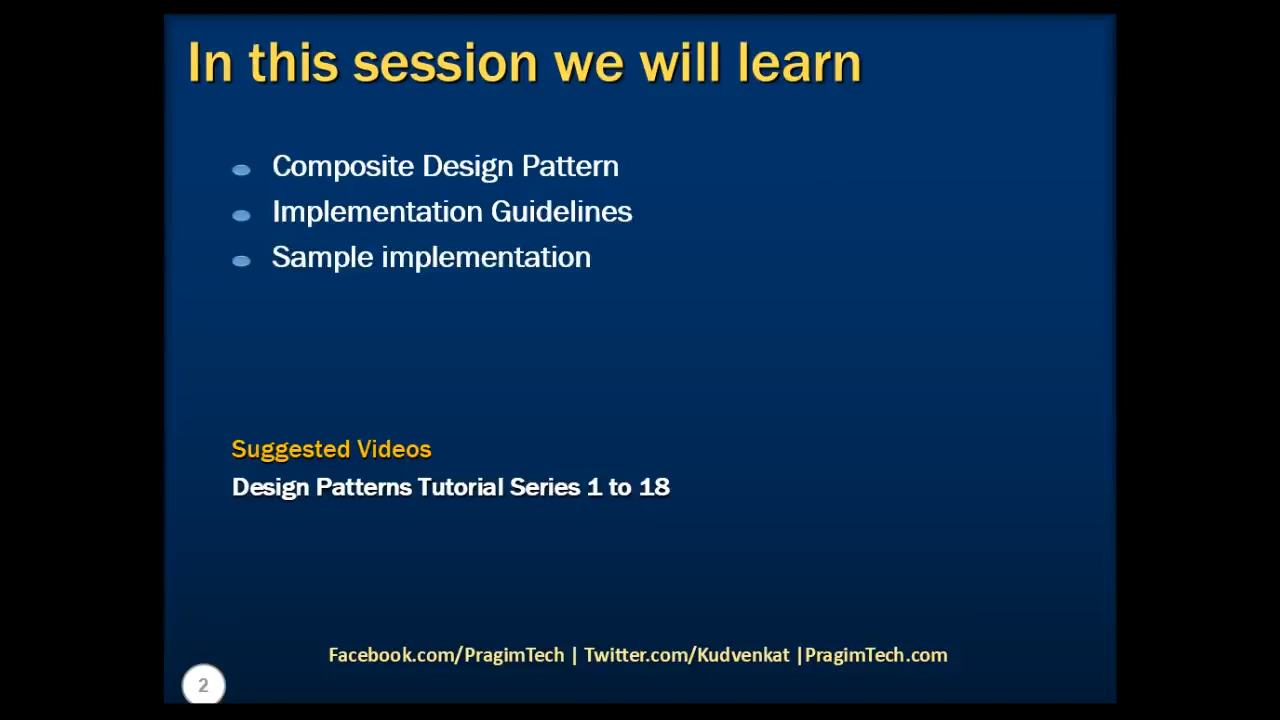 In this session we will learn
Composite Design Pattern
Implementation Guidelines
Sample implementation
Suggested Videos
Design Patterns Tutorial Series 1 to 18
Facebook.com/PragimTech | Twitter.com/Kudvenkat |PragimTech.com
2